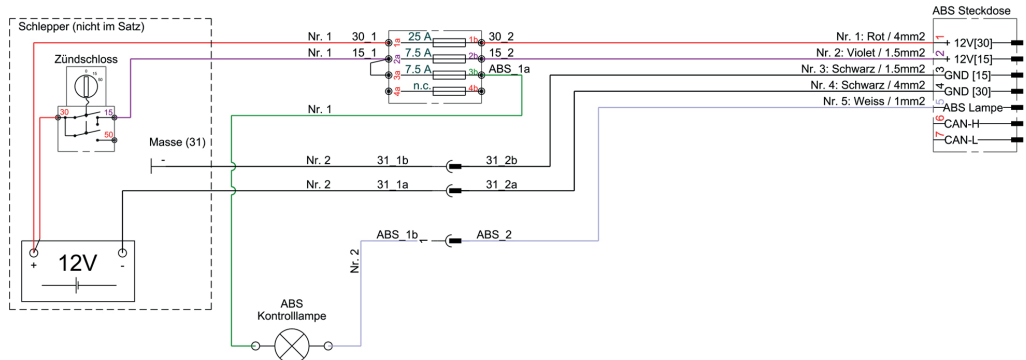 ABS Steckdose
Schlepper (nicht im Satz)
Nr. 1 30_1 1a 25 A 1b 30_2 Nr. 1: Rot / 4mm2 1 + 12V[30]
Nr. 1 15_1 2a 7.5 A 2b 15_2 Nr. 2: Violet / 1.5mm2 2 + 12V[15]
3a 7.5 A 3b ABS_1a Nr. 3: Schwarz / 1.5mm2 3 GND [15]
4a n.c. 4b Nr. 4: Schwarz / 4mm2 4 GND [30]
Nr. 5: Weiss / 1mm2 5 ABS Lampe
6 CAN-H
7 CAN-L
Zündschloss
0 15 50
30 15
50
Nr. 1
Masse (31)
- Nr. 2 31_1b 31_2b
Nr. 2 31_1a 31_2a
ABS_1b 1 ABS_2
Nr. 2
+ 12V -
ABS
Kontrolllampe